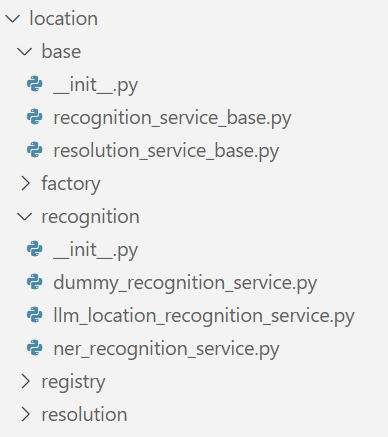 location
base
__init__.py
recognition_service_base.py
resolution_service_base.py
factory
recognition
__init__.py
dummy_recognition_service.py
llm_location_recognition_service.py
ner_recognition_service.py
registry
resolution